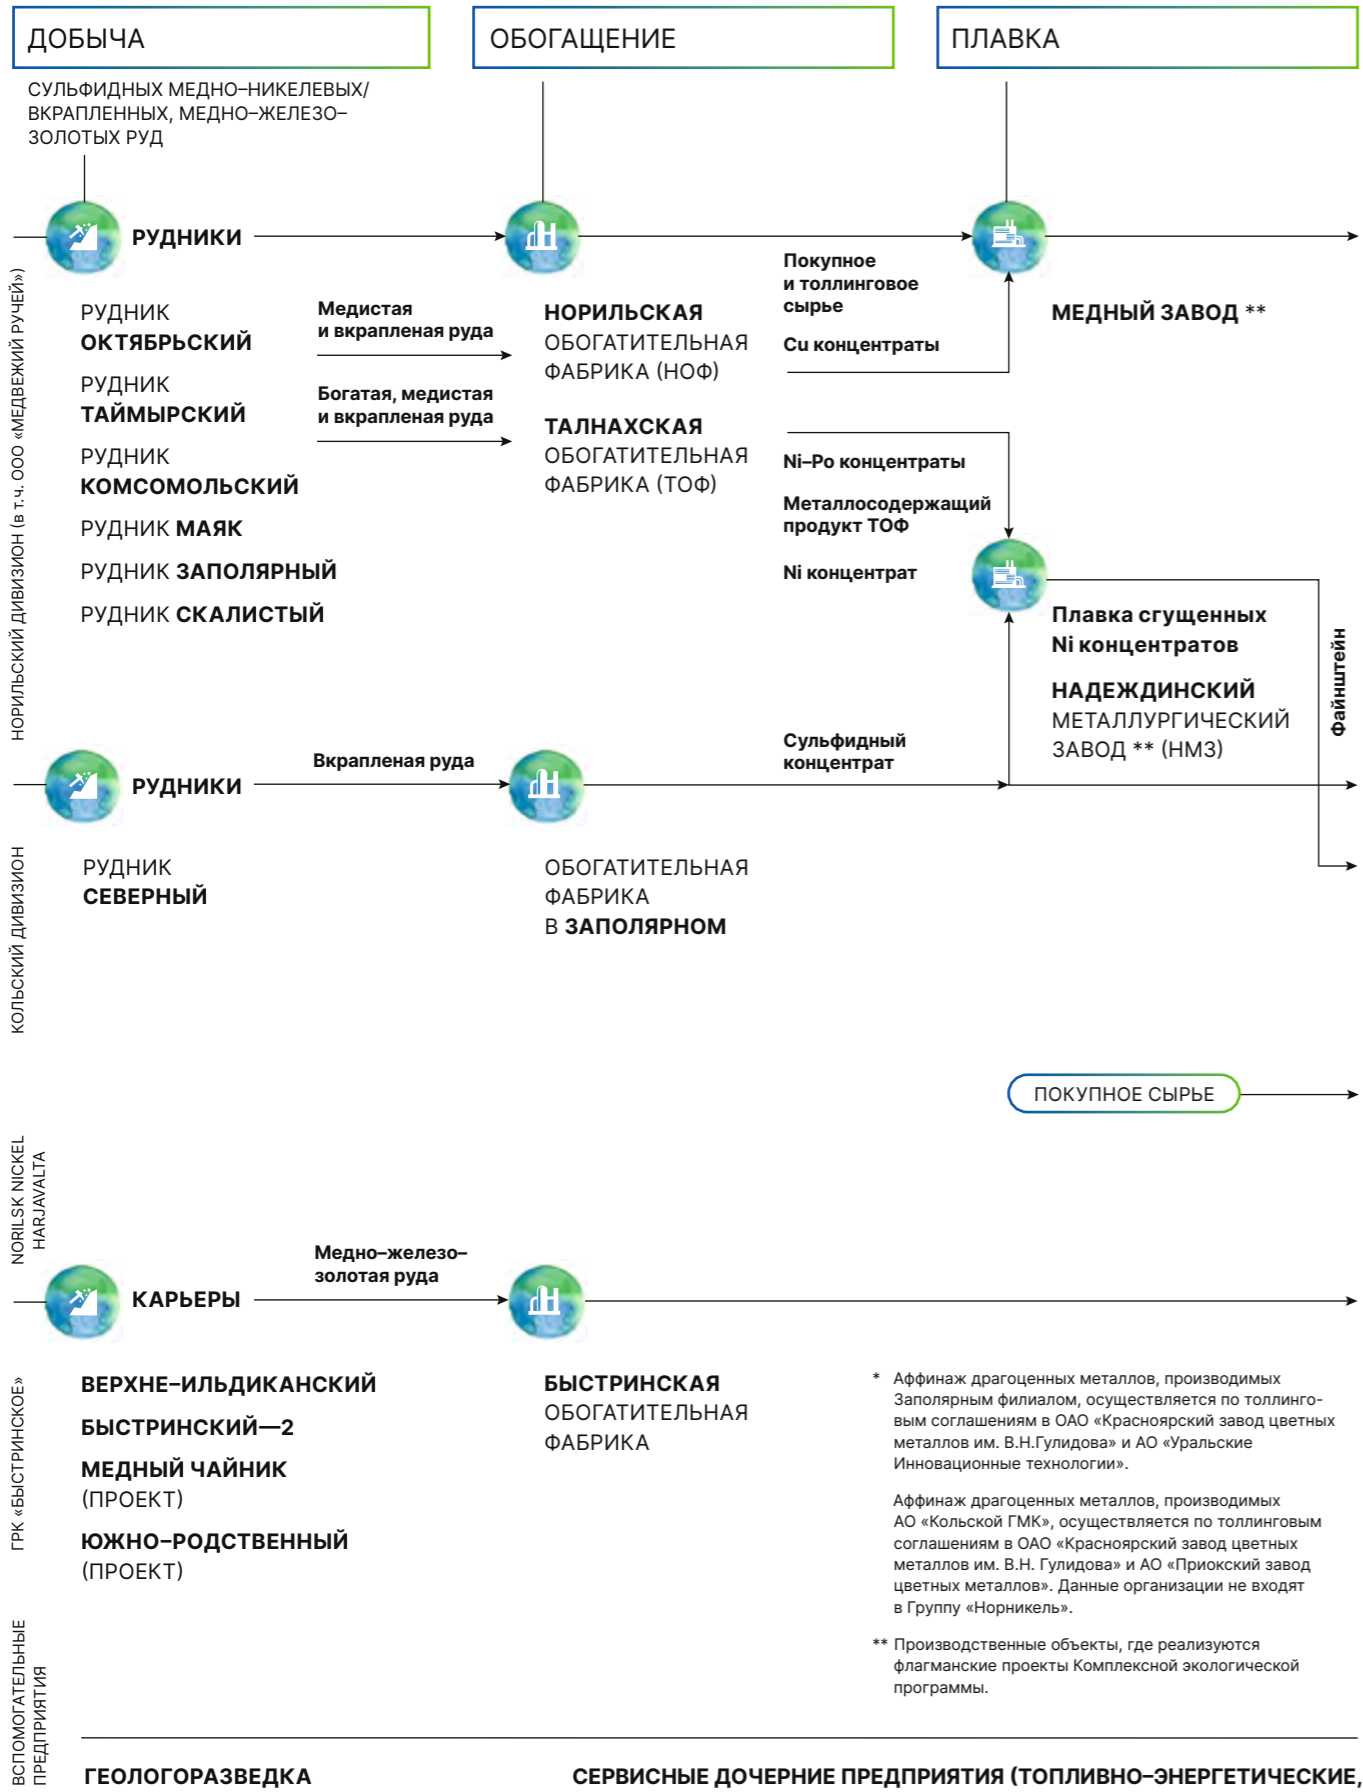 ДОБЫЧА
ОБОГАЩЕНИЕ
ПЛАВКА
СУЛЬФИДНЫХ МЕДНО–НИКЕЛЕВЫХ/
ВКРАПЛЕННЫХ, МЕДНО–ЖЕЛЕЗО–
ЗОЛОТЫХ РУД
НОРИЛЬСКИЙ ДИВИЗИОН (в т.ч. ООО «МЕДВЕЖИЙ РУЧЕЙ»)
РУДНИКИ
РУДНИК
ОКТЯБРЬСКИЙ
РУДНИК
ТАЙМЫРСКИЙ
РУДНИК
КОМСОМОЛЬСКИЙ
РУДНИК МАЯК
РУДНИК ЗАПОЛЯРНЫЙ
РУДНИК СКАЛИСТЫЙ
Медистая
и вкрапленая руда
Богатая, медистая
и вкрапленая руда
НОРИЛЬСКАЯ
ОБОГАТИТЕЛЬНАЯ
ФАБРИКА (НОФ)
ТАЛНАХСКАЯ
ОБОГАТИТЕЛЬНАЯ
ФАБРИКА (ТОФ)
Покупное
и толлинговое
сырье
Cu концентраты
Ni–Po концентраты
Металлосодержащий
продукт ТОФ
Ni концентрат
МЕДНЫЙ ЗАВОД **
Плавка сгущенных
Ni концентратов
НАДЕЖДИНСКИЙ
МЕТАЛЛУРГИЧЕСКИЙ
ЗАВОД ** (НМЗ)
Файнштейн
КОЛЬСКИЙ ДИВИЗИОН
РУДНИКИ
Вкрапленая руда
Сульфидный
концентрат
РУДНИК
СЕВЕРНЫЙ
ОБОГАТИТЕЛЬНАЯ
ФАБРИКА
В ЗАПОЛЯРНОМ
NORILSK NICKEL
HARJAVALTA
ПОКУПНОЕ СЫРЬЕ
ГРК «БЫСТРИНСКОЕ»
КАРЬЕРЫ
Медно–железо–
золотая руда
ВЕРХНЕ–ИЛЬДИКАНСКИЙ
БЫСТРИНСКИЙ—2
МЕДНЫЙ ЧАЙНИК
(ПРОЕКТ)
ЮЖНО–РОДСТВЕННЫЙ
(ПРОЕКТ)
БЫСТРИНСКАЯ
ОБОГАТИТЕЛЬНАЯ
ФАБРИКА
* Аффинаж драгоценных металлов, производимых
Заполярным филиалом, осуществляется по толлинго-
вым соглашениям в ОАО «Красноярский завод цветных
металлов им. В.Н.Гулидова» и АО «Уральские
Инновационные технологии».
Аффинаж драгоценных металлов, производимых
АО «Кольской ГМК», осуществляется по толлинговым
соглашениям в ОАО «Красноярский завод цветных
металлов им. В.Н. Гулидова» и АО «Приокский завод
цветных металлов». Данные организации не входят
в Группу «Норникель».
** Производственные объекты, где реализуются
флагманские проекты Комплексной экологической
программы.
ВСПОМОГАТЕЛЬНЫЕ
ПРЕДПРИЯТИЯ
ГЕОЛОГОРАЗВЕДКА
СЕРВИСНЫЕ ДОЧЕРНИЕ ПРЕДПРИЯТИЯ (ТОПЛИВНО–ЭНЕРГЕТИЧЕСКИЕ,